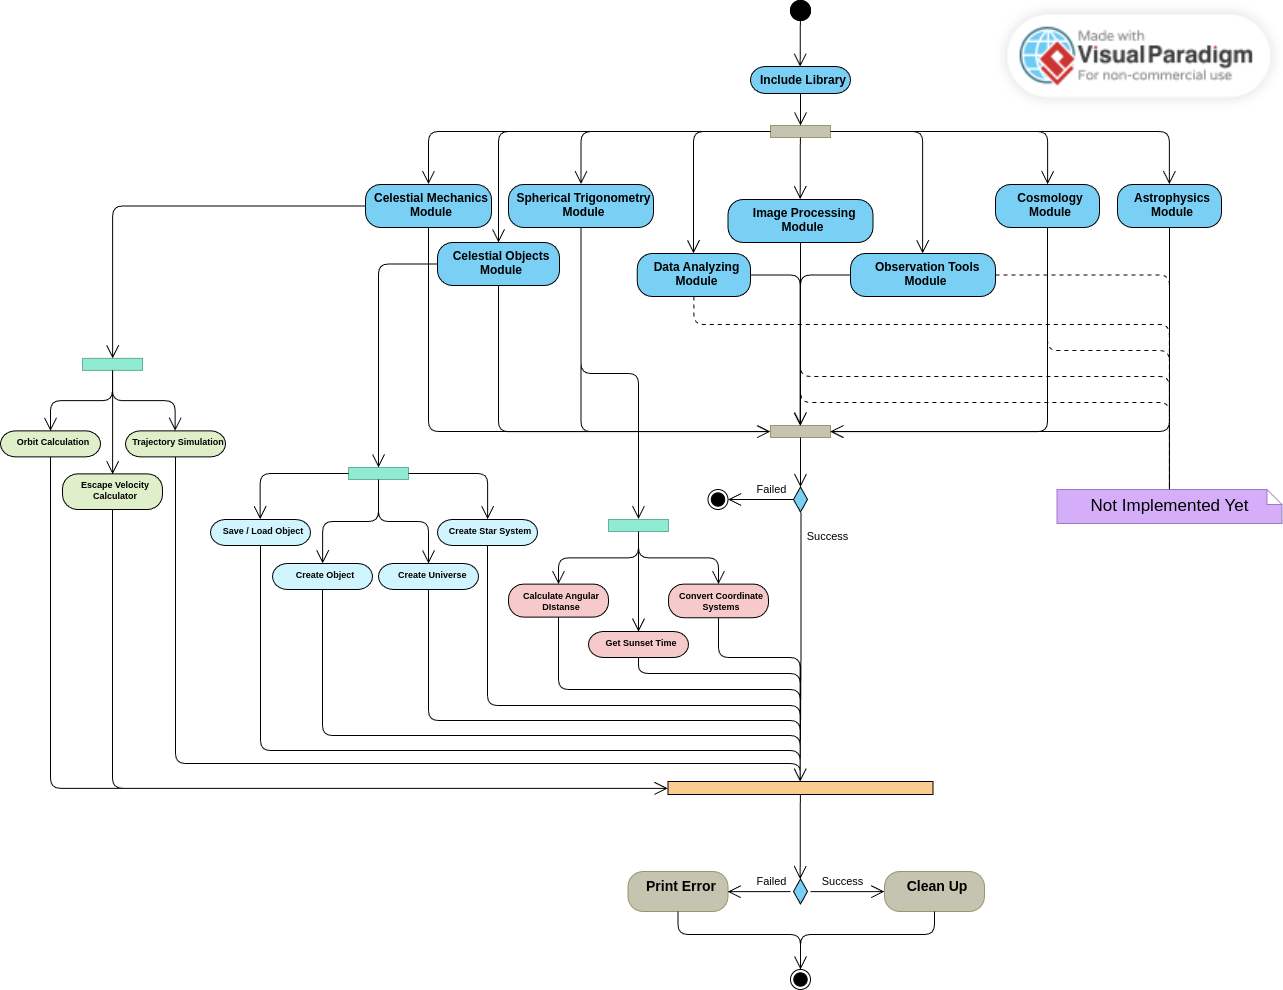 Made with
Visual Paradigm
For non-commercial use
Include Library
Celestial Mechanics
Module
Spherical Trigonometry
Module
Image Processing
Module
Cosmology
Module
Astrophysics
Module
Celestial Objects
Module
Data Analyzing
Module
Observation Tools
Module
Orbit Calculation
Trajectory Simulation
Escape Velocity
Calculator
Failed
Not Implemented Yet
Success
Save / Load Object
Create Star System
Create Object
Create Universe
Calculate Angular
DIstanse
Convert Coordinate
Systems
Get Sunset Time
Print Error
Failed
Success
Clean Up